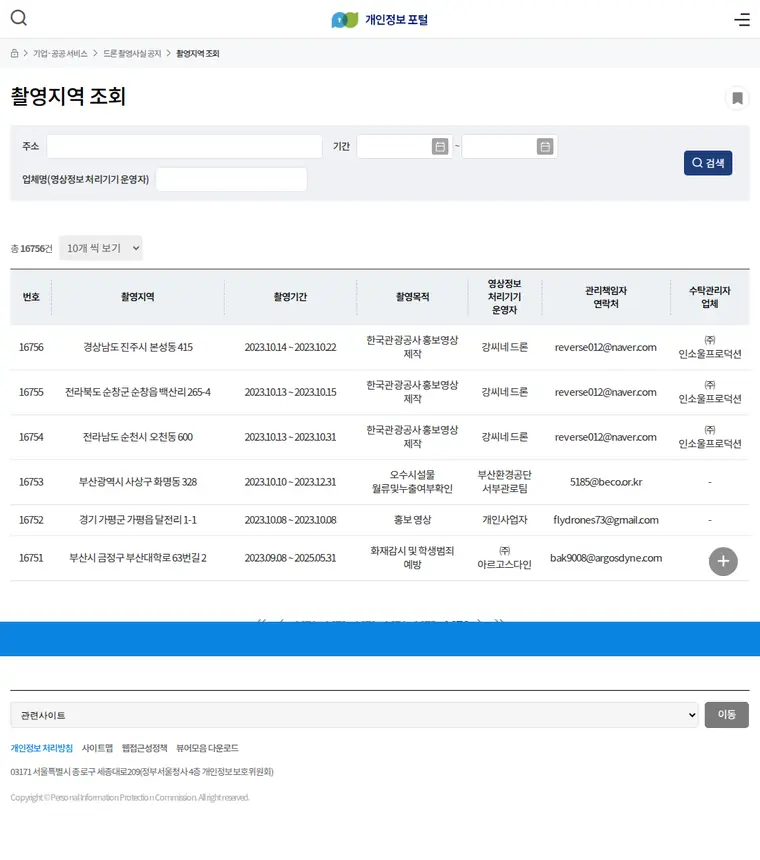 개인정보 포털
기업·공공 서비스 > 드론 촬영사실 공지 > 촬영지역 조회
촬영지역 조회
주소 기간 ~
검색
업체명(영상정보 처리기기 운영자)
총 16756건 10개 씩 보기
번호 촬영지역 촬영기간 촬영목적 영상정보 처리기기 운영자 관리책임자 연락처 수탁관리자 업체
16756 경상남도 진주시 본성동 415 2023.10.14 ~ 2023.10.22 한국관광공사 홍보영상 제작 강씨네 드론 reverse012@naver.com ㈜ 인소울프로덕션
16755 전라북도 순창군 순창읍 백산리 265-4 2023.10.13 ~ 2023.10.15 한국관광공사 홍보영상 제작 강씨네 드론 reverse012@naver.com ㈜ 인소울프로덕션
16754 전라남도 순천시 오천동 600 2023.10.13 ~ 2023.10.31 한국관광공사 홍보영상 제작 강씨네 드론 reverse012@naver.com ㈜ 인소울프로덕션
16753 부산광역시 사상구 화명동 328 2023.10.10 ~ 2023.12.31 오수시설물 월류및누출여부확인 부산환경공단 서부관로팀 5185@beco.or.kr -
16752 경기 가평군 가평읍 달전리 1-1 2023.10.08 ~ 2023.10.08 홍보 영상 개인사업자 flydrones73@gmail.com -
16751 부산시 금정구 부산대학로 63번길 2 2023.09.08 ~ 2025.05.31 화재감시 및 학생범죄 예방 ㈜ 아르고스다인 bak9008@argosdyne.com
관련사이트 이동
개인정보 처리방침 사이트맵 웹접근성정책 뷰어모음 다운로드
03171 서울특별시 종로구 세종대로 209(정부서울청사 4층 개인정보보호위원회)
Copyright © Personal Information Protection Commission. All right reserved.